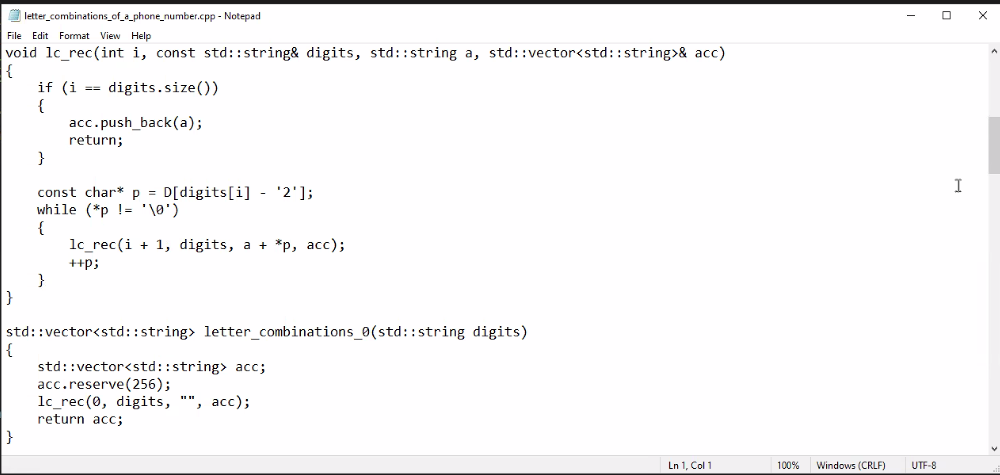 letter_combinations_of_a_phone_number.cpp - Notepad
File Edit Format View Help
void lc_rec(int i, const std::string& digits, std::string a, std::vector<std::string>& acc)
{
    if (i == digits.size())
    {
        acc.push_back(a);
        return;
    }

    const char* p = D[digits[i] - '2'];
    while (*p != '\0')
    {
        lc_rec(i + 1, digits, a + *p, acc);
        ++p;
    }
}

std::vector<std::string> letter_combinations_0(std::string digits)
{
    std::vector<std::string> acc;
    acc.reserve(256);
    lc_rec(0, digits, "", acc);
    return acc;
}
Ln 1, Col 1 100% Windows (CRLF) UTF-8